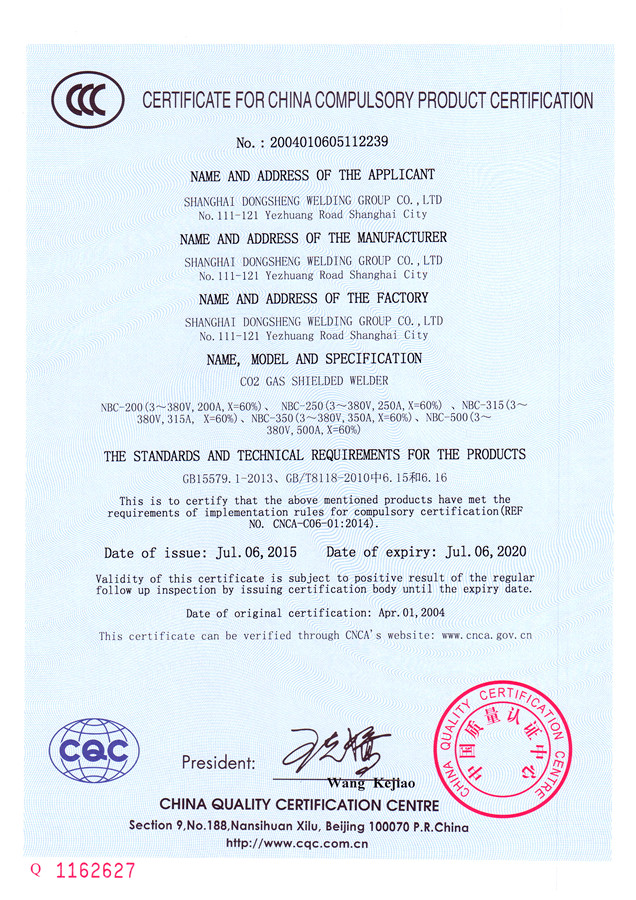 CCC
CERTIFICATE FOR CHINA COMPULSORY PRODUCT CERTIFICATION
No.: 2004010605112239
NAME AND ADDRESS OF THE APPLICANT
SHANGHAI DONGSHENG WELDING GROUP CO.,LTD
No.111-121 Yezhuang Road Shanghai City
NAME AND ADDRESS OF THE MANUFACTURER
SHANGHAI DONGSHENG WELDING GROUP CO.,LTD
No.111-121 Yezhuang Road Shanghai City
NAME AND ADDRESS OF THE FACTORY
SHANGHAI DONGSHENG WELDING GROUP CO.,LTD
No.111-121 Yezhuang Road Shanghai City
NAME, MODEL AND SPECIFICATION
CO2 GAS SHIELDED WELDER
NBC-200(3～380V,200A,X=60%)、 NBC-250(3～380V,250A,X=60%) 、NBC-315(3～
380V,315A, X=60%)、NBC-350(3～380V,350A,X=60%)、NBC-500(3～
380V,500A,X=60%)
THE STANDARDS AND TECHNICAL REQUIREMENTS FOR THE PRODUCTS
GB15579.1-2013、GB/T8118-2010中6.15和6.16
This is to certify that the above mentioned products have met the
requirements of implementation rules for compulsory certification(REF
NO. CNCA-C06-01:2014).
Date of issue: Jul.06,2015 Date of expiry: Jul.06,2020
Validity of this certificate is subject to positive result of the regular
follow up inspection by issuing certification body until the expiry date.
Date of original certification: Apr.01,2004
This certificate can be verified through CNCA's website: www.cnca.gov.cn
CHINA QUALITY CERTIFICATION CENTRE
中国质量认证中心
CQC
President:
Wang Kejiao
CHINA QUALITY CERTIFICATION CENTRE
Section 9,No.188,Nansihuan Xilu, Beijing 100070 P.R.China
http://www.cqc.com.cn
Q 1162627